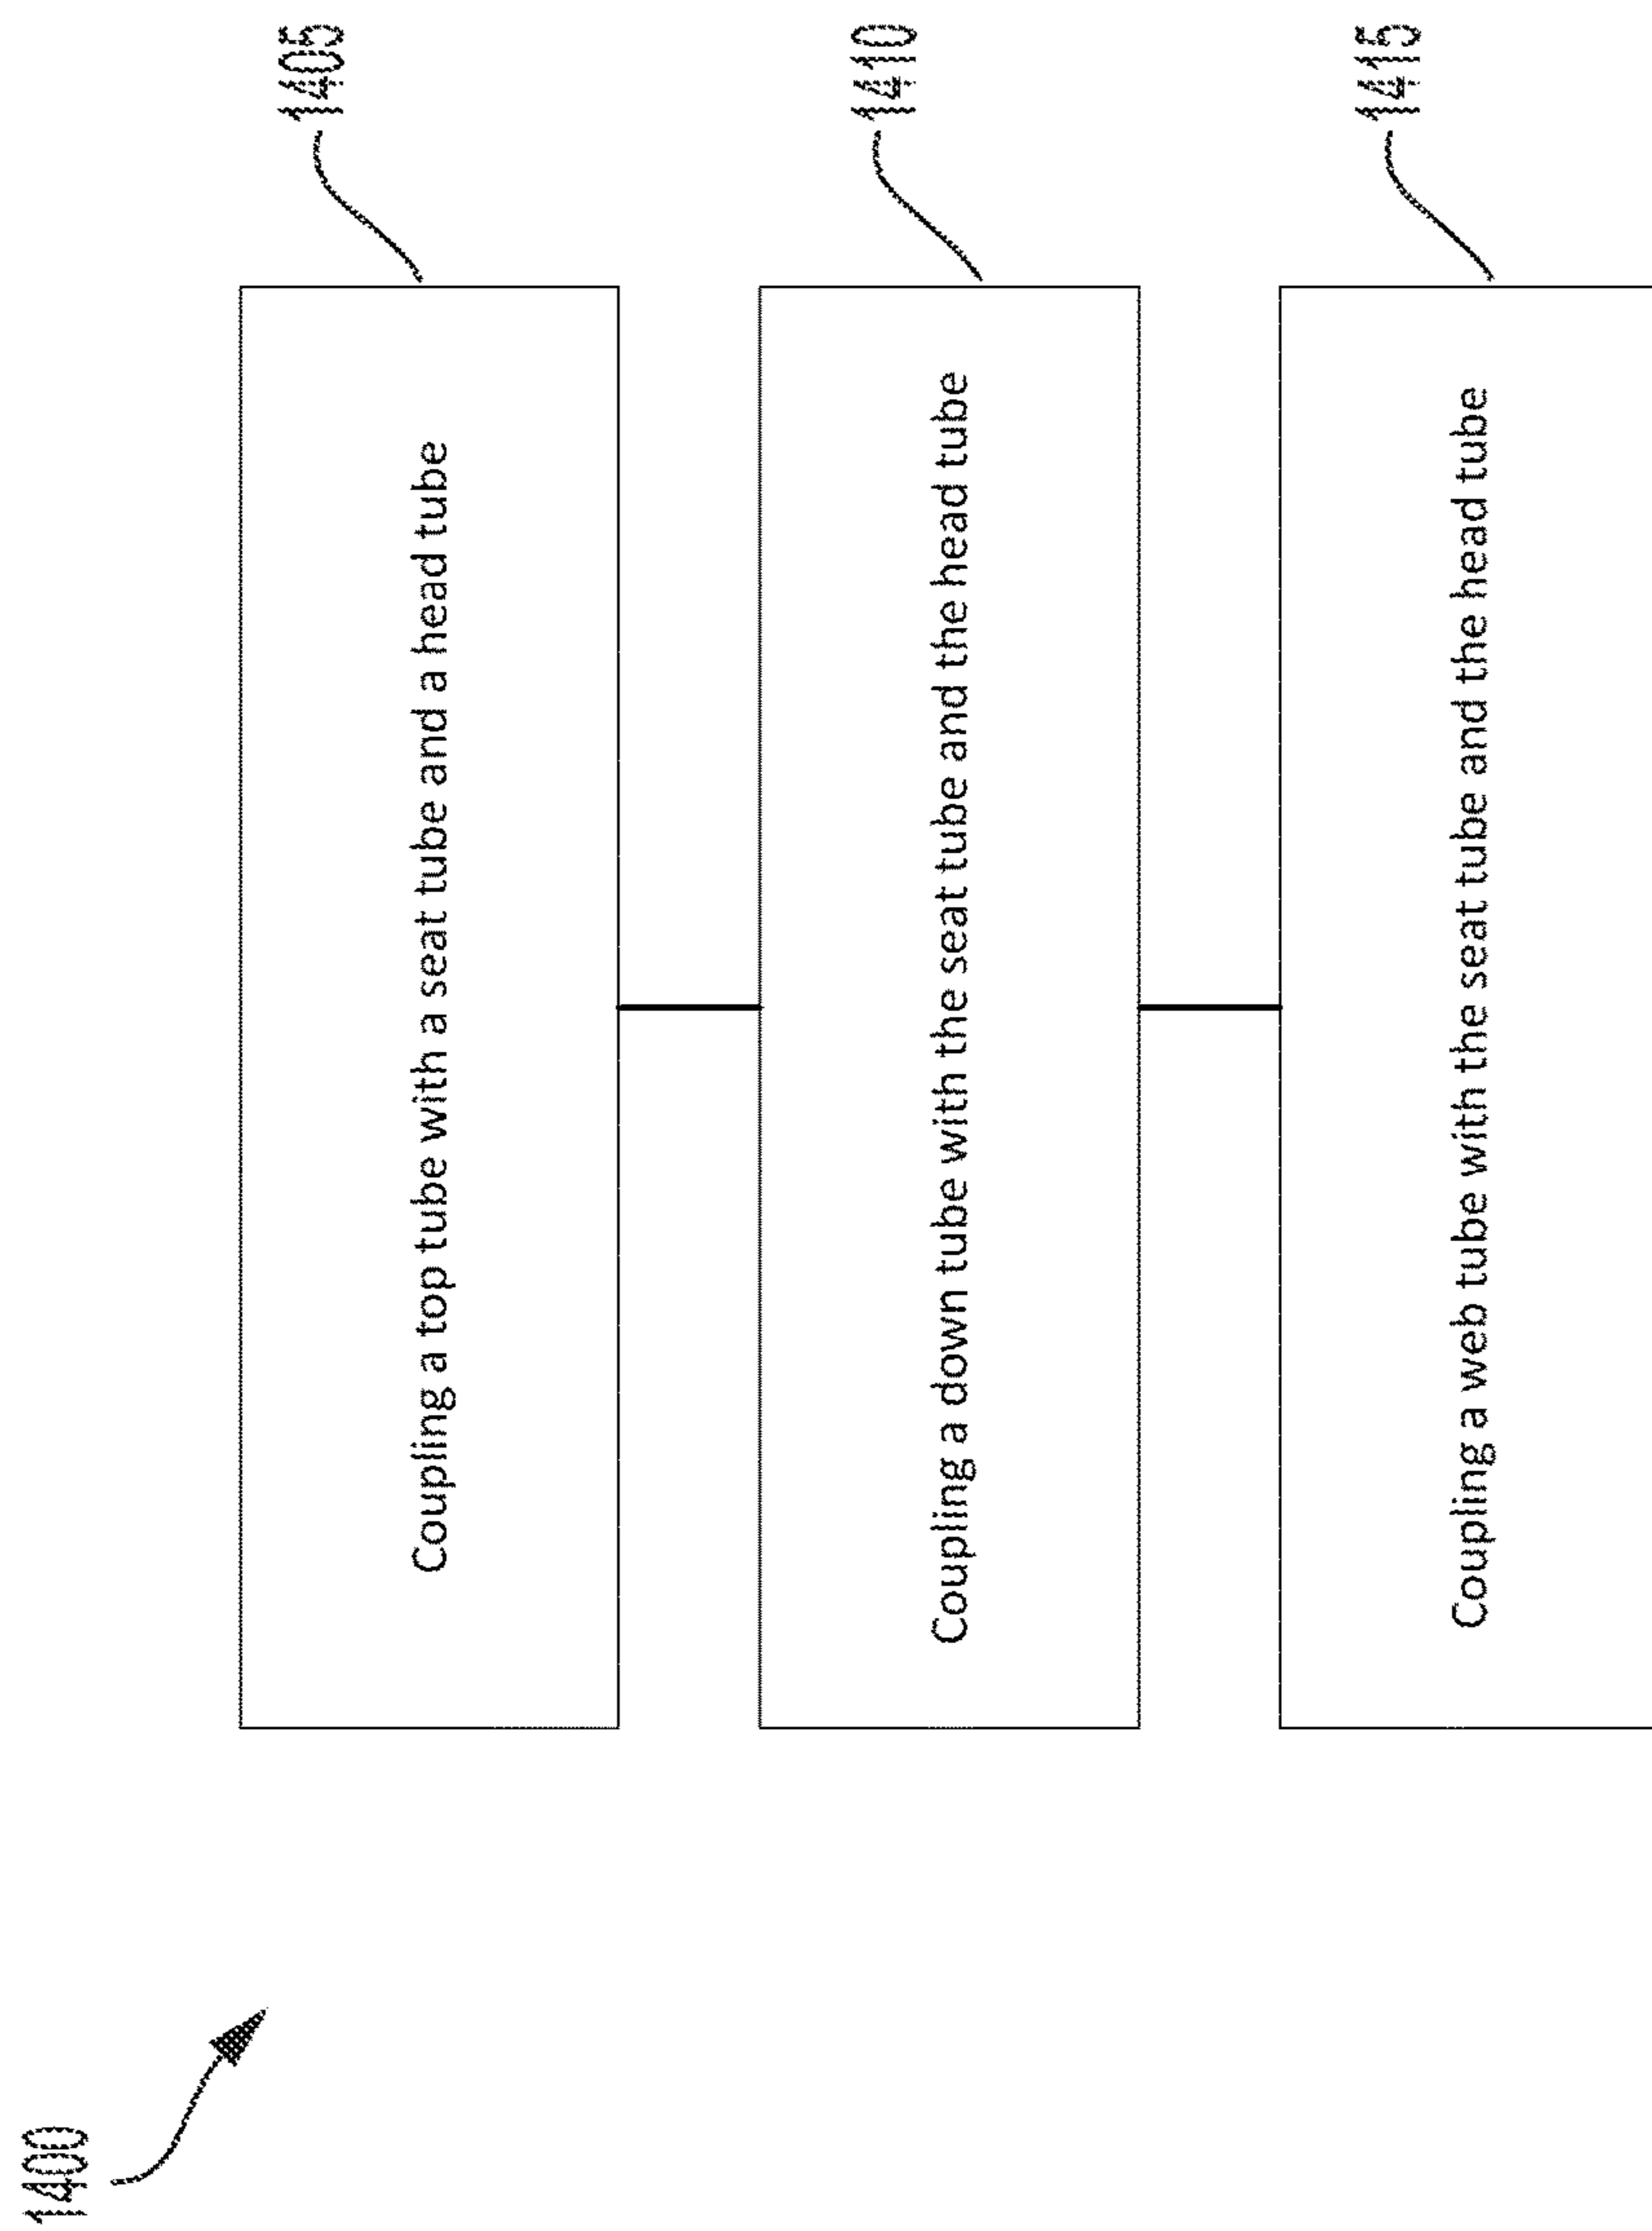 1400
1405
Coupling a top tube with a seat tube and a head tube
1410
Coupling a down tube with the seat tube and the head tube
1415
Coupling a web tube with the seat tube and the head tube